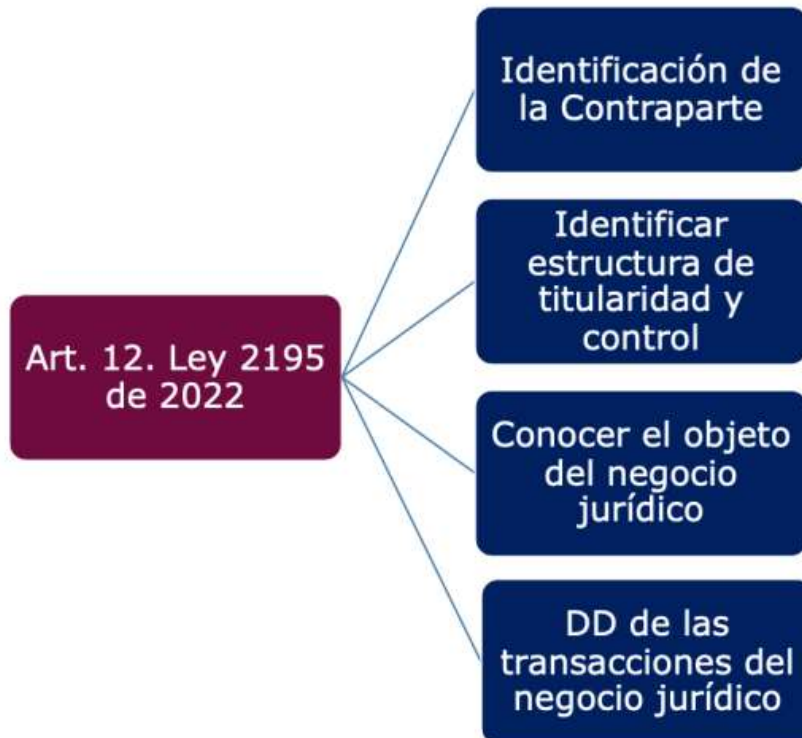 Art. 12. Ley 2195
de 2022
Identificación de
la Contraparte
Identificar
estructura de
titularidad y
control
Conocer el objeto
del negocio
jurídico
DD de las
transacciones del
negocio jurídico